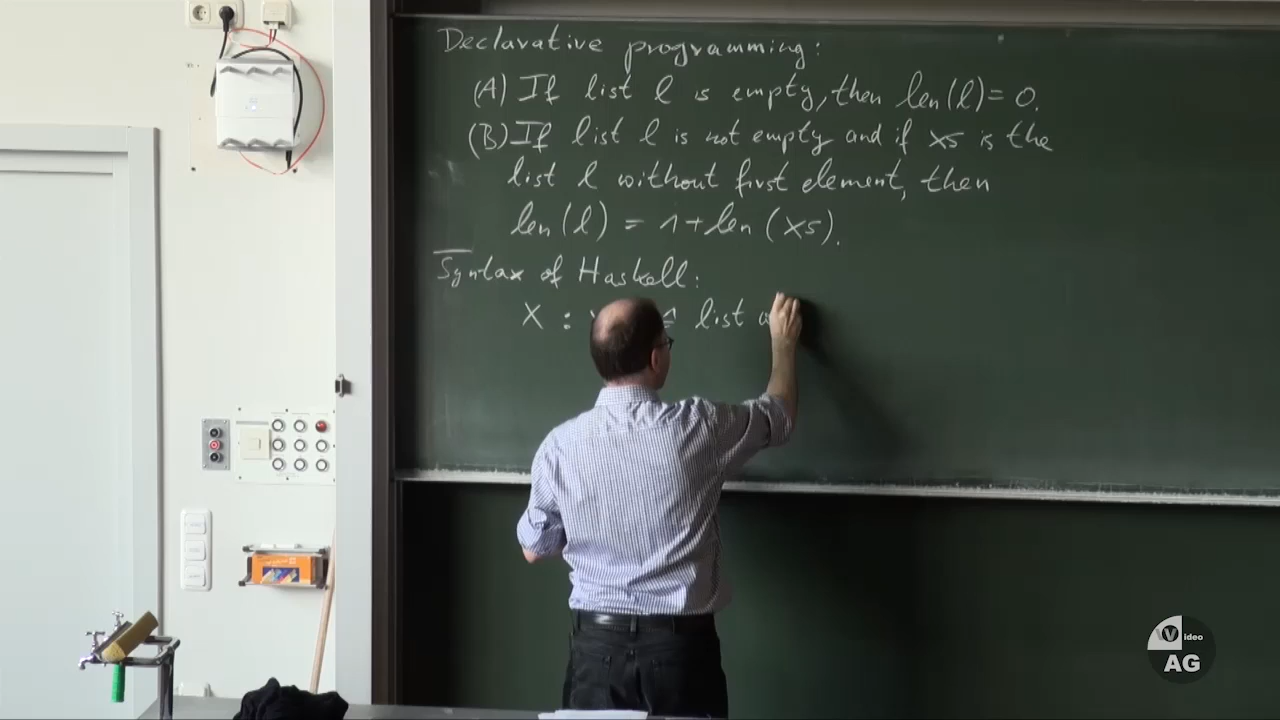 Declarative programming:
(A) If list l is empty, then len(l) = 0.
(B) If list l is not empty and if xs is the
list l without first element, then
len(l) = 1 + len (xs).
Syntax of Haskell:
X : list
Video
AG